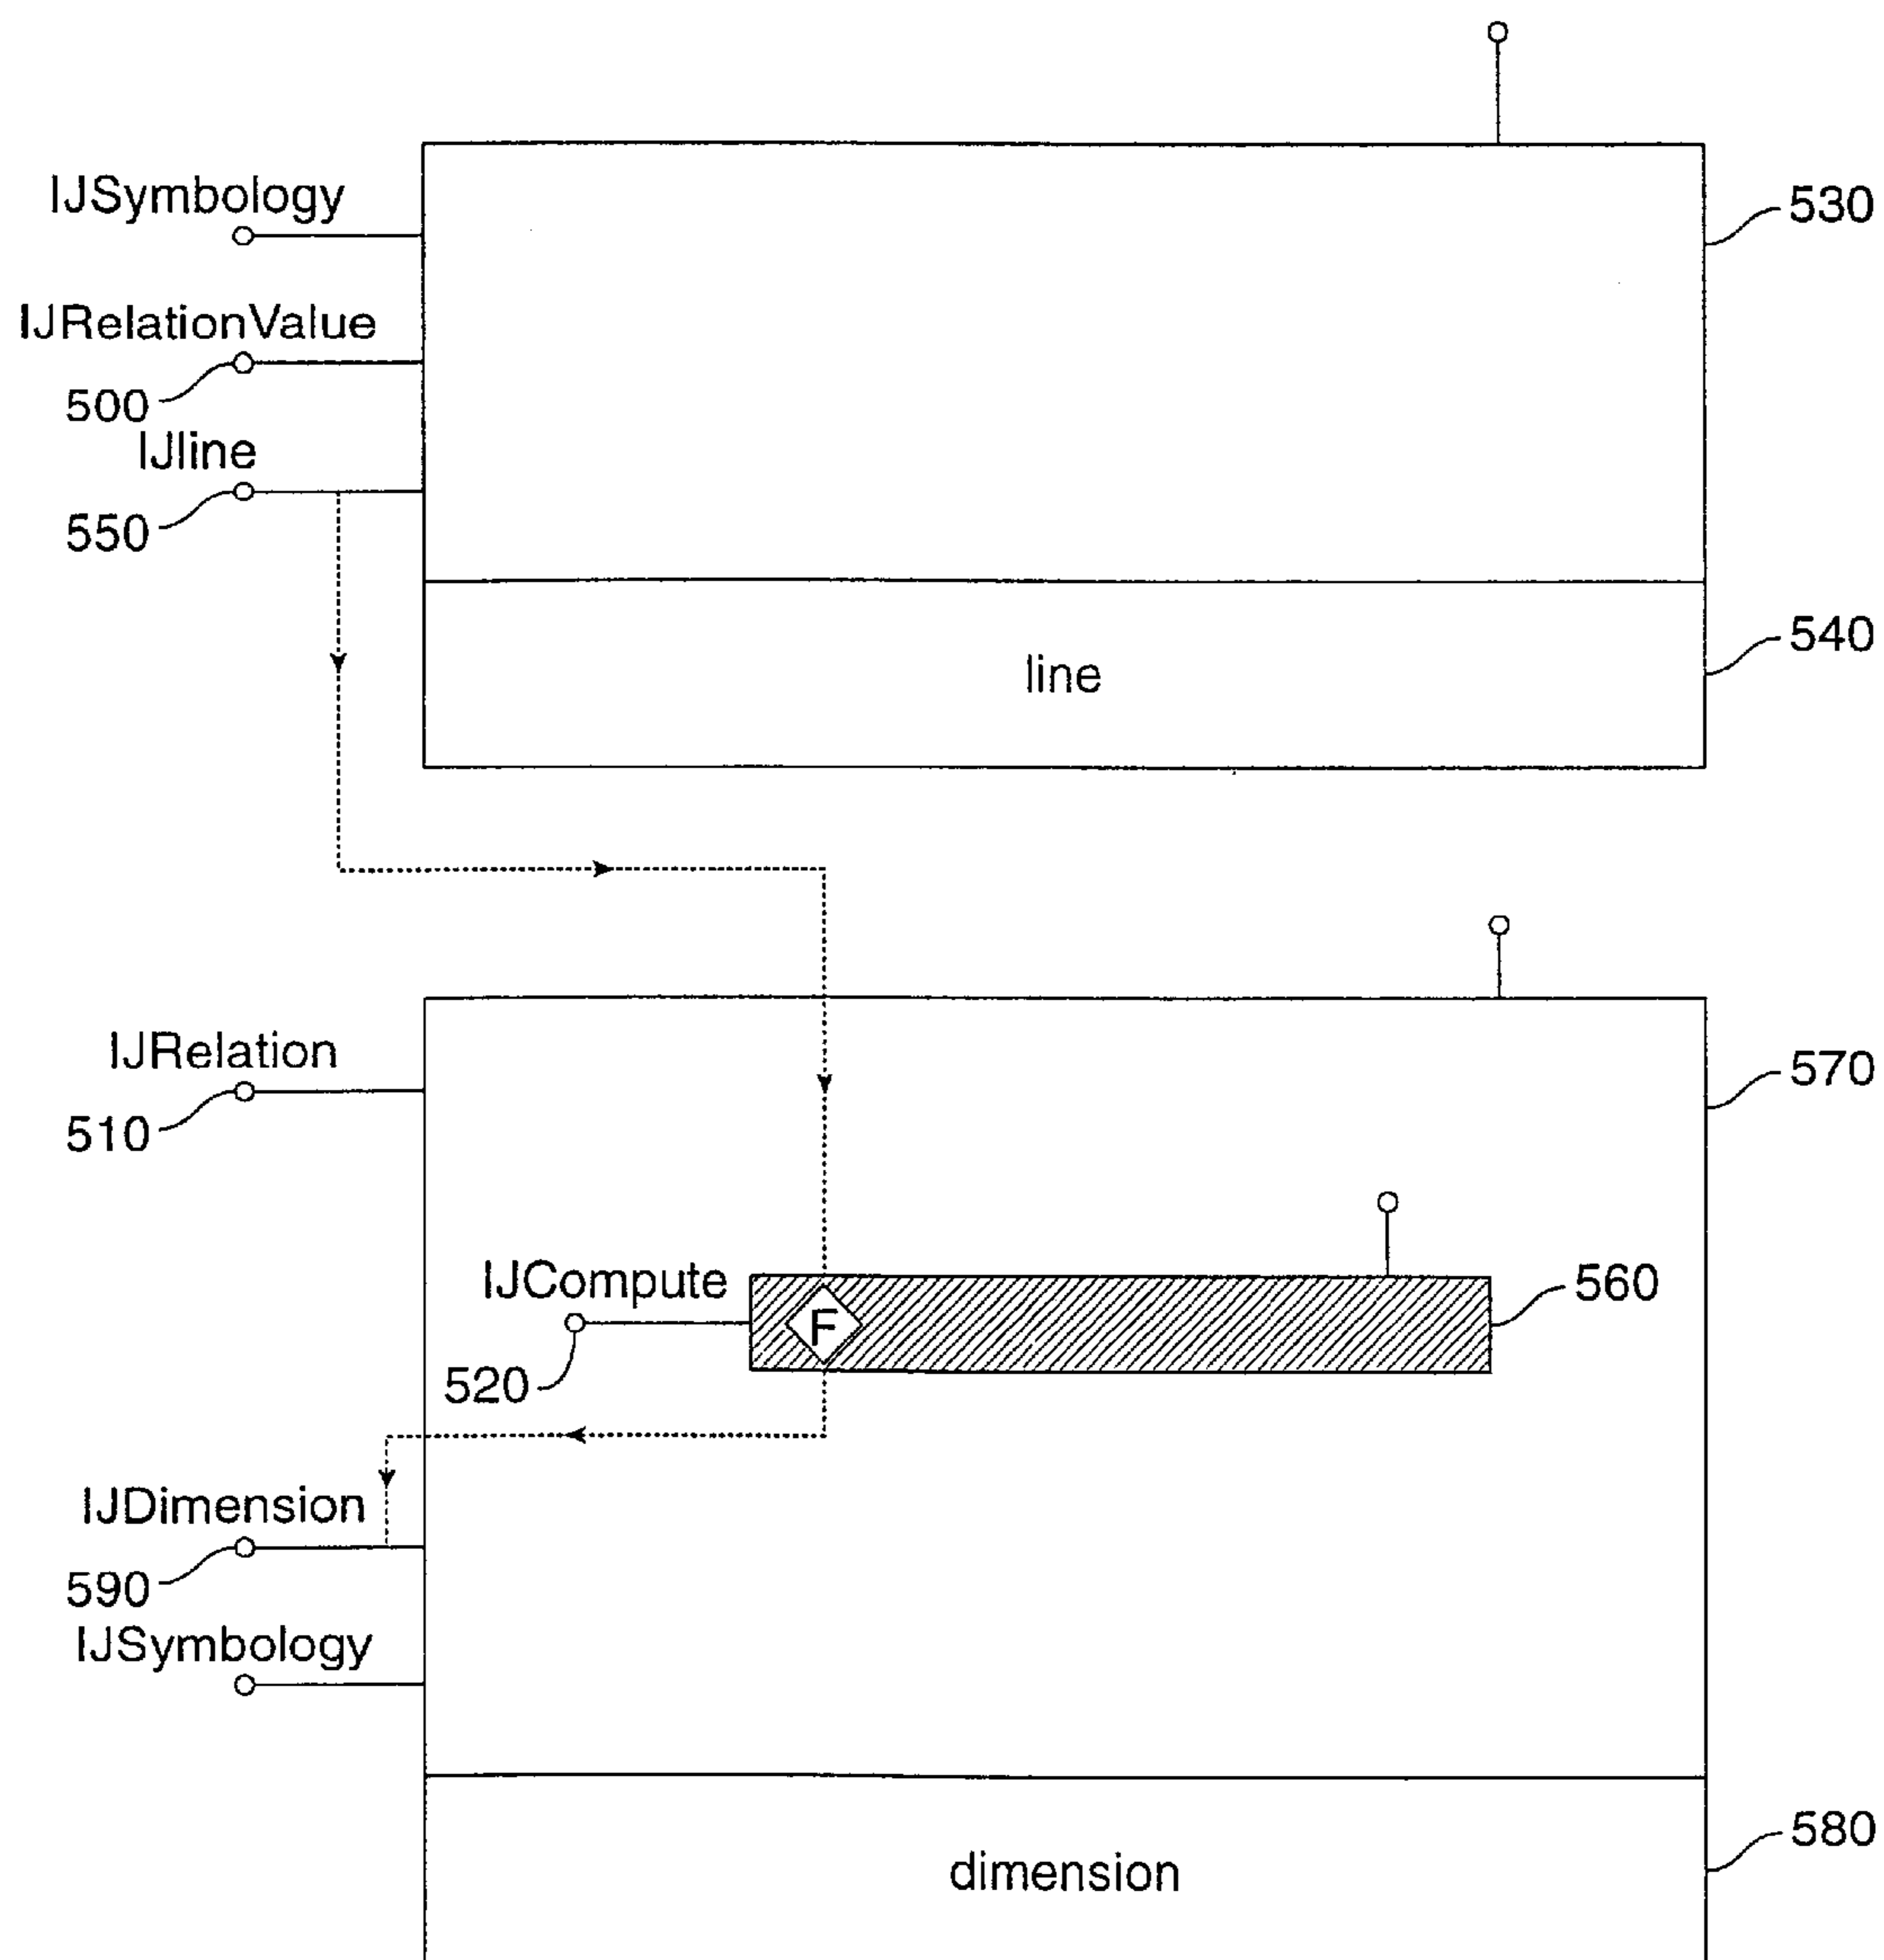 IJSymbology
530
IJRelationValue
500
IJline
550
540
line
IJRelation
570
510
IJCompute
560
F
520
IJDimension
590
IJSymbology
580
dimension